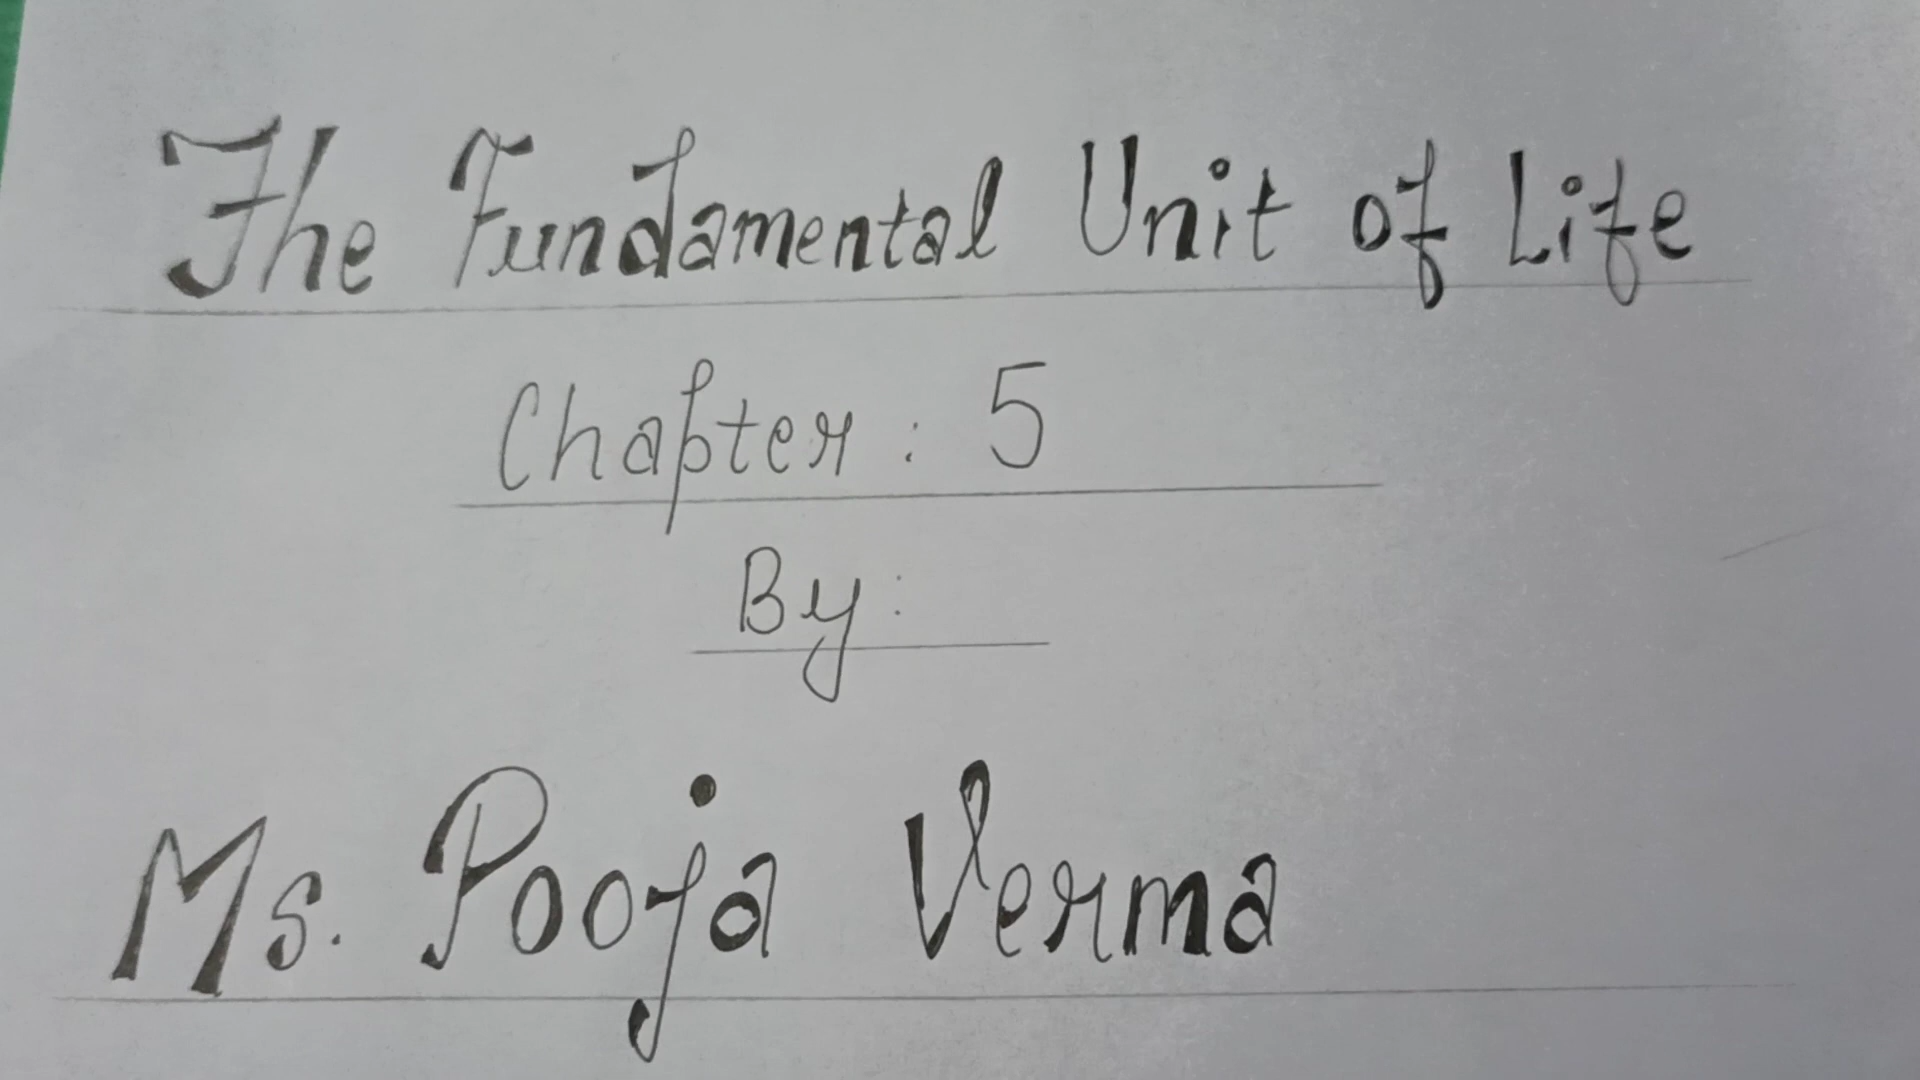 The Fundamental Unit of Life
Chapter : 5
By :
Ms. Pooja Verma